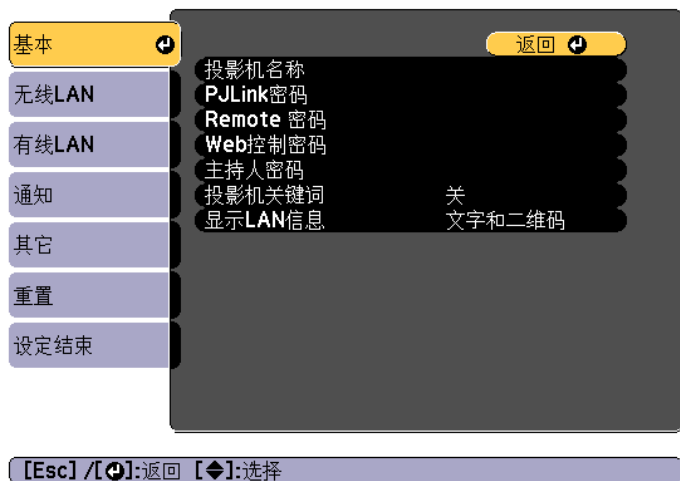 基本
无线LAN
有线LAN
通知
其它
重置
设定结束
返回
投影机名称
PJLink密码
Remote 密码
Web控制密码
主持人密码
投影机关键词 关
显示LAN信息 文字和二维码
[Esc] /[⏎]:返回 [◆]:选择